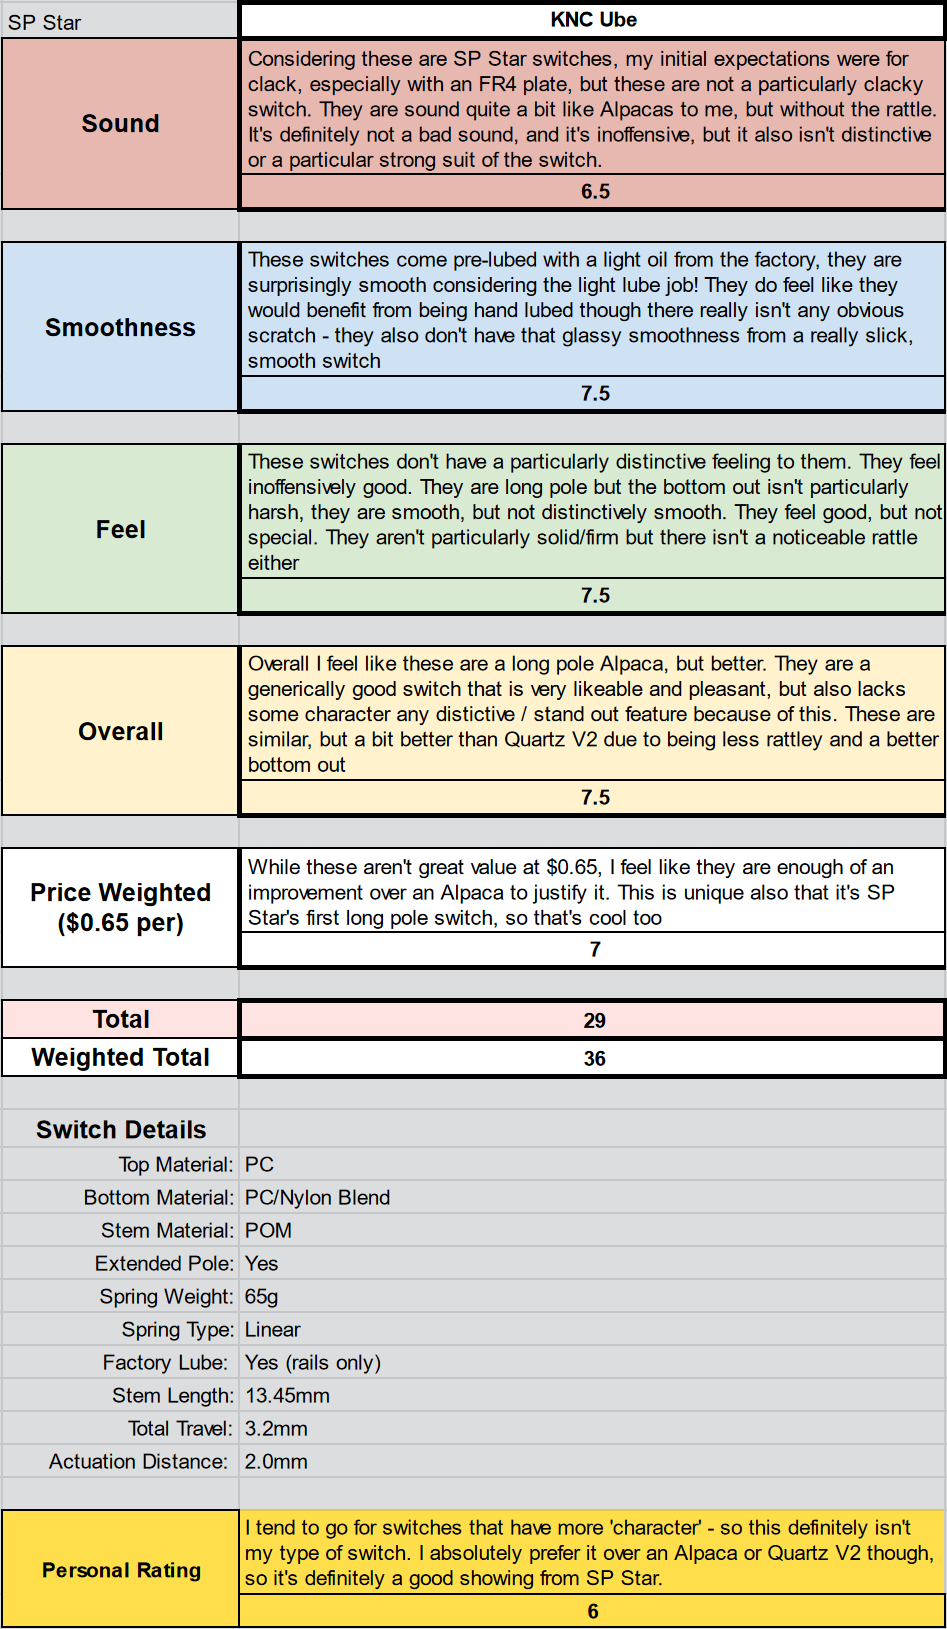 SP Star
KNC Ube
Sound
Considering these are SP Star switches, my initial expectations were for
clack, especially with an FR4 plate, but these are not a particularly clacky
switch. They are sound quite a bit like Alpacas to me, but without the rattle.
It's definitely not a bad sound, and it's inoffensive, but it also isn't distinctive
or a particular strong suit of the switch.
6.5
Smoothness
These switches come pre-lubed with a light oil from the factory, they are
surprisingly smooth considering the light lube job! They do feel like they
would benefit from being hand lubed though there really isn't any obvious
scratch - they also don't have that glassy smoothness from a really slick,
smooth switch
7.5
Feel
These switches don't have a particularly distinctive feeling to them. They feel
inoffensively good. They are long pole but the bottom out isn't particularly
harsh, they are smooth, but not distinctively smooth. They feel good, but not
special. They aren't particularly solid/firm but there isn't a noticeable rattle
either
7.5
Overall
Overall I feel like these are a long pole Alpaca, but better. They are a
generically good switch that is very likeable and pleasant, but also lacks
some character any distictive / stand out feature because of this. These are
similar, but a bit better than Quartz V2 due to being less rattley and a better
bottom out
7.5
Price Weighted
($0.65 per)
While these aren't great value at $0.65, I feel like they are enough of an
improvement over an Alpaca to justify it. This is unique also that it's SP
Star's first long pole switch, so that's cool too
7
Total
29
Weighted Total
36
Switch Details
Top Material: PC
Bottom Material: PC/Nylon Blend
Stem Material: POM
Extended Pole: Yes
Spring Weight: 65g
Spring Type: Linear
Factory Lube: Yes (rails only)
Stem Length: 13.45mm
Total Travel: 3.2mm
Actuation Distance: 2.0mm
Personal Rating
I tend to go for switches that have more 'character' - so this definitely isn't
my type of switch. I absolutely prefer it over an Alpaca or Quartz V2 though,
so it's definitely a good showing from SP Star.
6